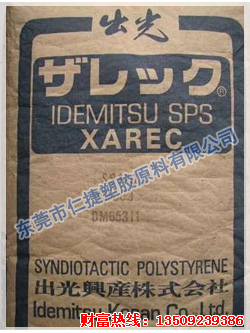 出光
ザレック®
IDEMITSU SPS
XAREC
东莞市仁捷塑胶原料有限公司
DM65311
SYNDIOTACTIC POLYSTYRENE
出光興産株式会社
Idemitsu Kosan Co.,Ltd.
财富热线：13509239386